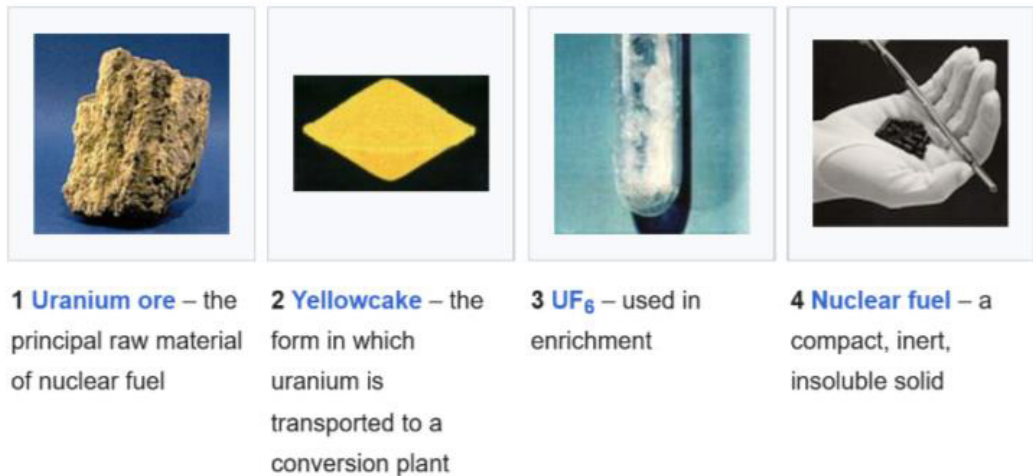 1 Uranium ore – the
principal raw material
of nuclear fuel
2 Yellowcake – the
form in which
uranium is
transported to a
conversion plant
3 UF₆ – used in
enrichment
4 Nuclear fuel – a
compact, inert,
insoluble solid